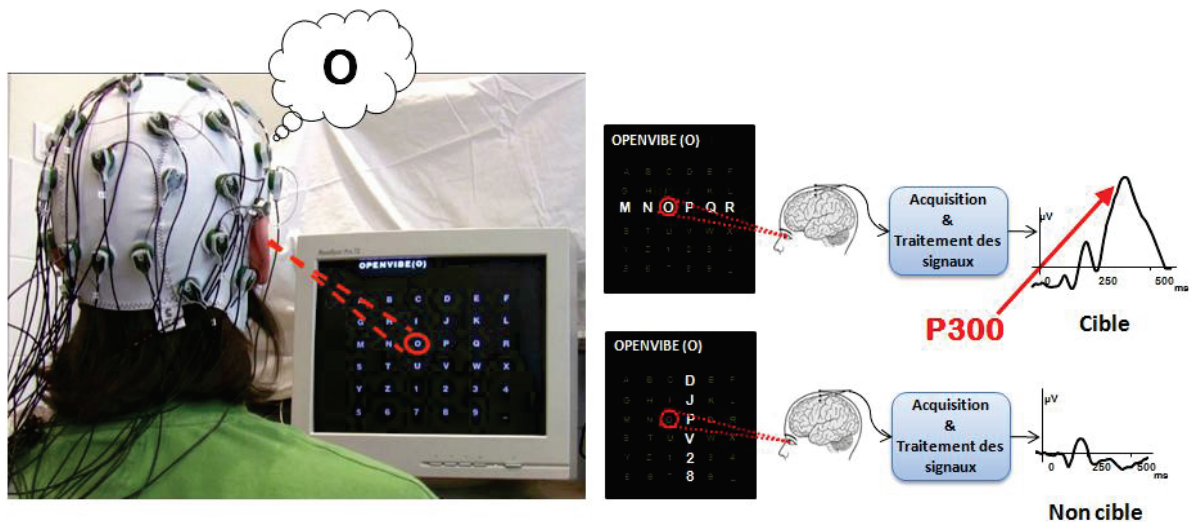 O
OPENVIBE(O)
A B C D E F
G H I J K L
M N O P Q R
S T U V W X
Y Z 1 2 3 4
5 6 7 8 9 _
OPENVIBE (O)
M N O P Q R
Acquisition
&
Traitement des
signaux
µV
0 250 500
ms
P300
Cible
OPENVIBE (O)
D
J
P
V
2
8
Acquisition
&
Traitement des
signaux
µV
0 250 500
ms
Non cible